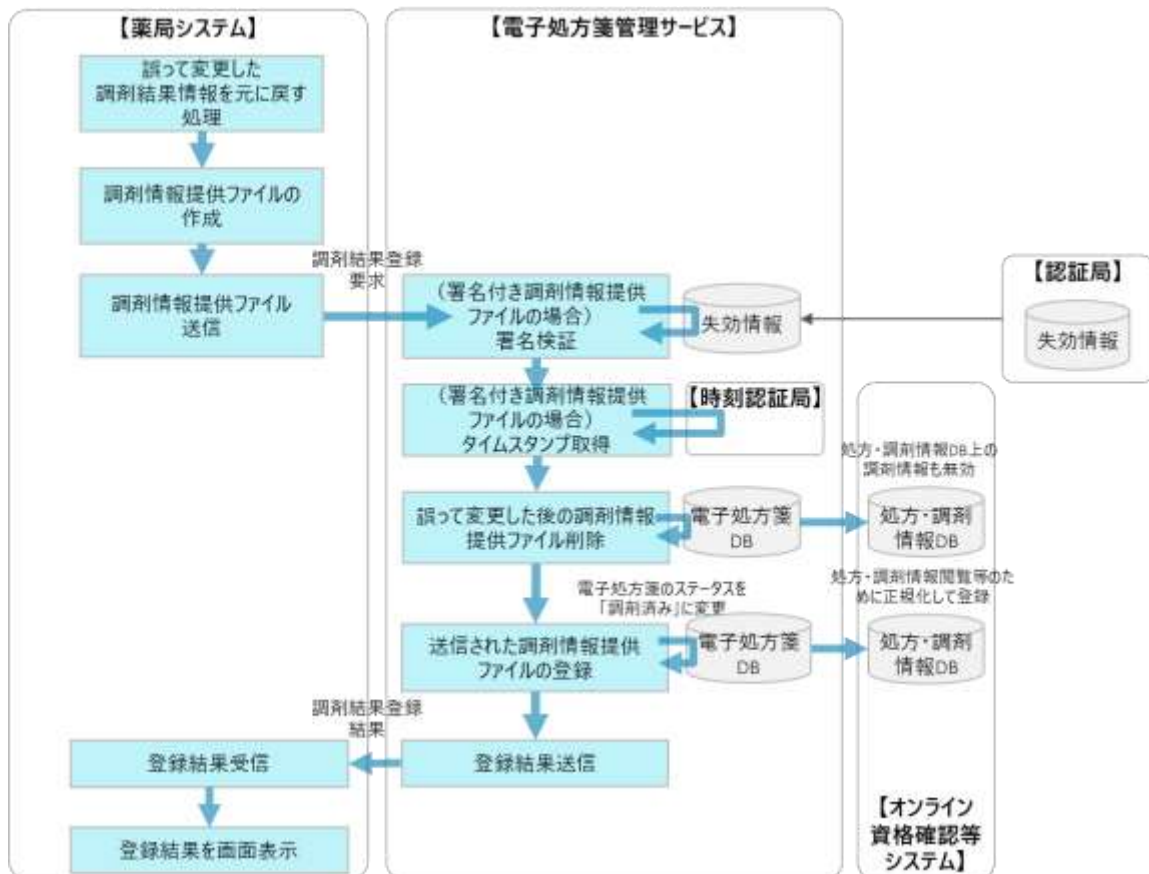 【薬局システム】
【電子処方箋管理サービス】
誤って変更した
調剤結果情報を元に戻す
処理
調剤情報提供ファイルの
作成
調剤情報提供ファイル
送信
調剤結果登録
要求
（署名付き調剤情報提供
ファイルの場合）
署名検証
失効情報
【認証局】
失効情報
（署名付き調剤情報提供
ファイルの場合）
タイムスタンプ取得
【時刻認証局】
処方・調剤情報DB上の
調剤情報も無効
誤って変更した後の調剤情報
提供ファイル削除
電子処方箋
DB
処方・調剤
情報DB
処方・調剤情報閲覧等のた
めに正規化して登録
電子処方箋のステータスを
「調剤済み」に変更
送信された調剤情報提供
ファイルの登録
電子処方箋
DB
処方・調剤
情報DB
調剤結果登録
結果
登録結果受信
登録結果送信
登録結果を画面表示
【オンライン
資格確認等
システム】